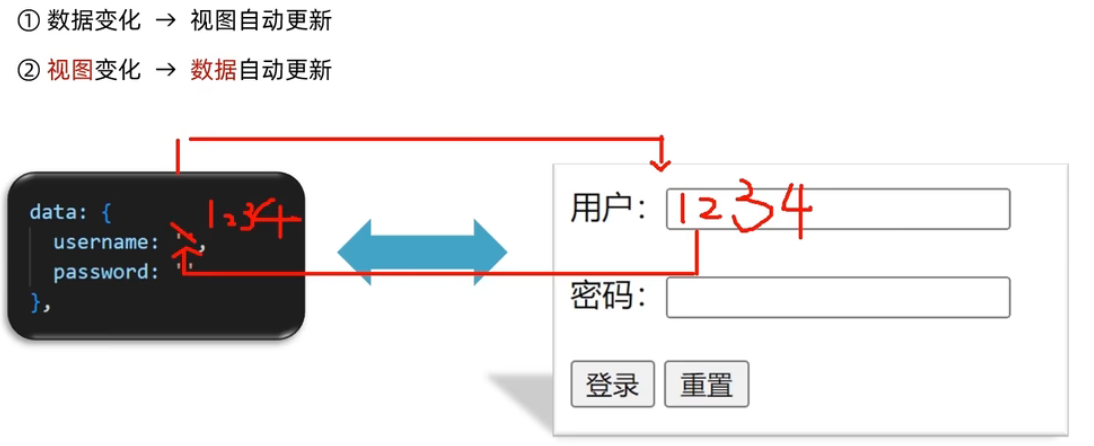 ① 数据变化 → 视图自动更新
② 视图变化 → 数据自动更新
data: {
username: '', 1234
password: ''
},
用户: 1234
密码:
登录 重置